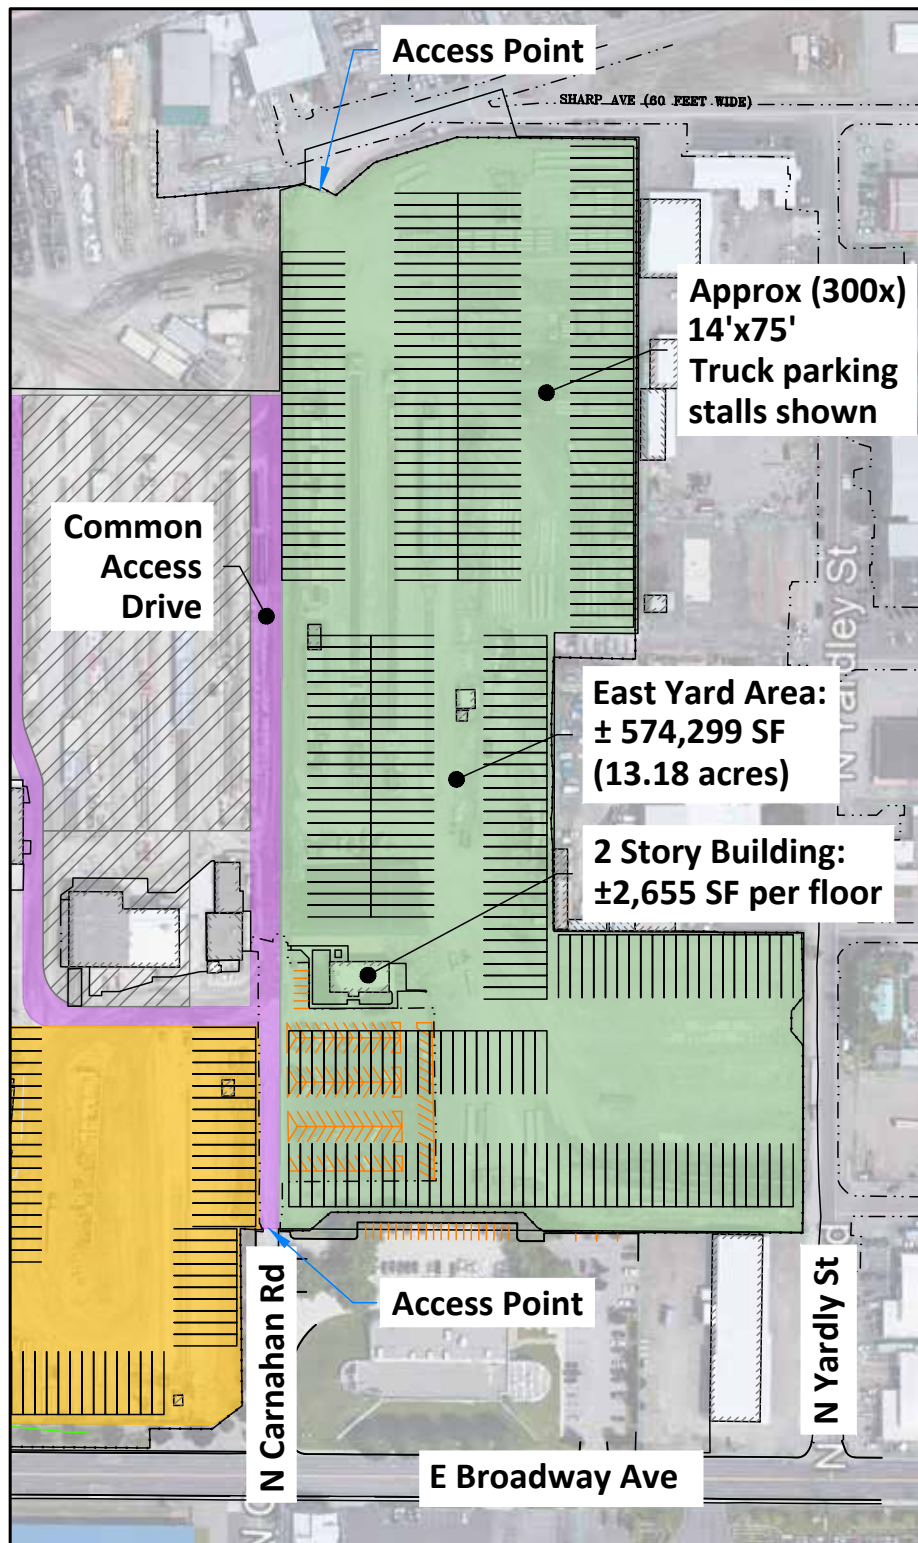 Access Point
SHARP AVE (60 FEET WIDE)
Approx (300x)
14'x75'
Truck parking
stalls shown
Common
Access
Drive
N Yardley St
East Yard Area:
± 574,299 SF
(13.18 acres)
2 Story Building:
±2,655 SF per floor
Access Point
N Carnahan Rd
N Yardly St
E Broadway Ave